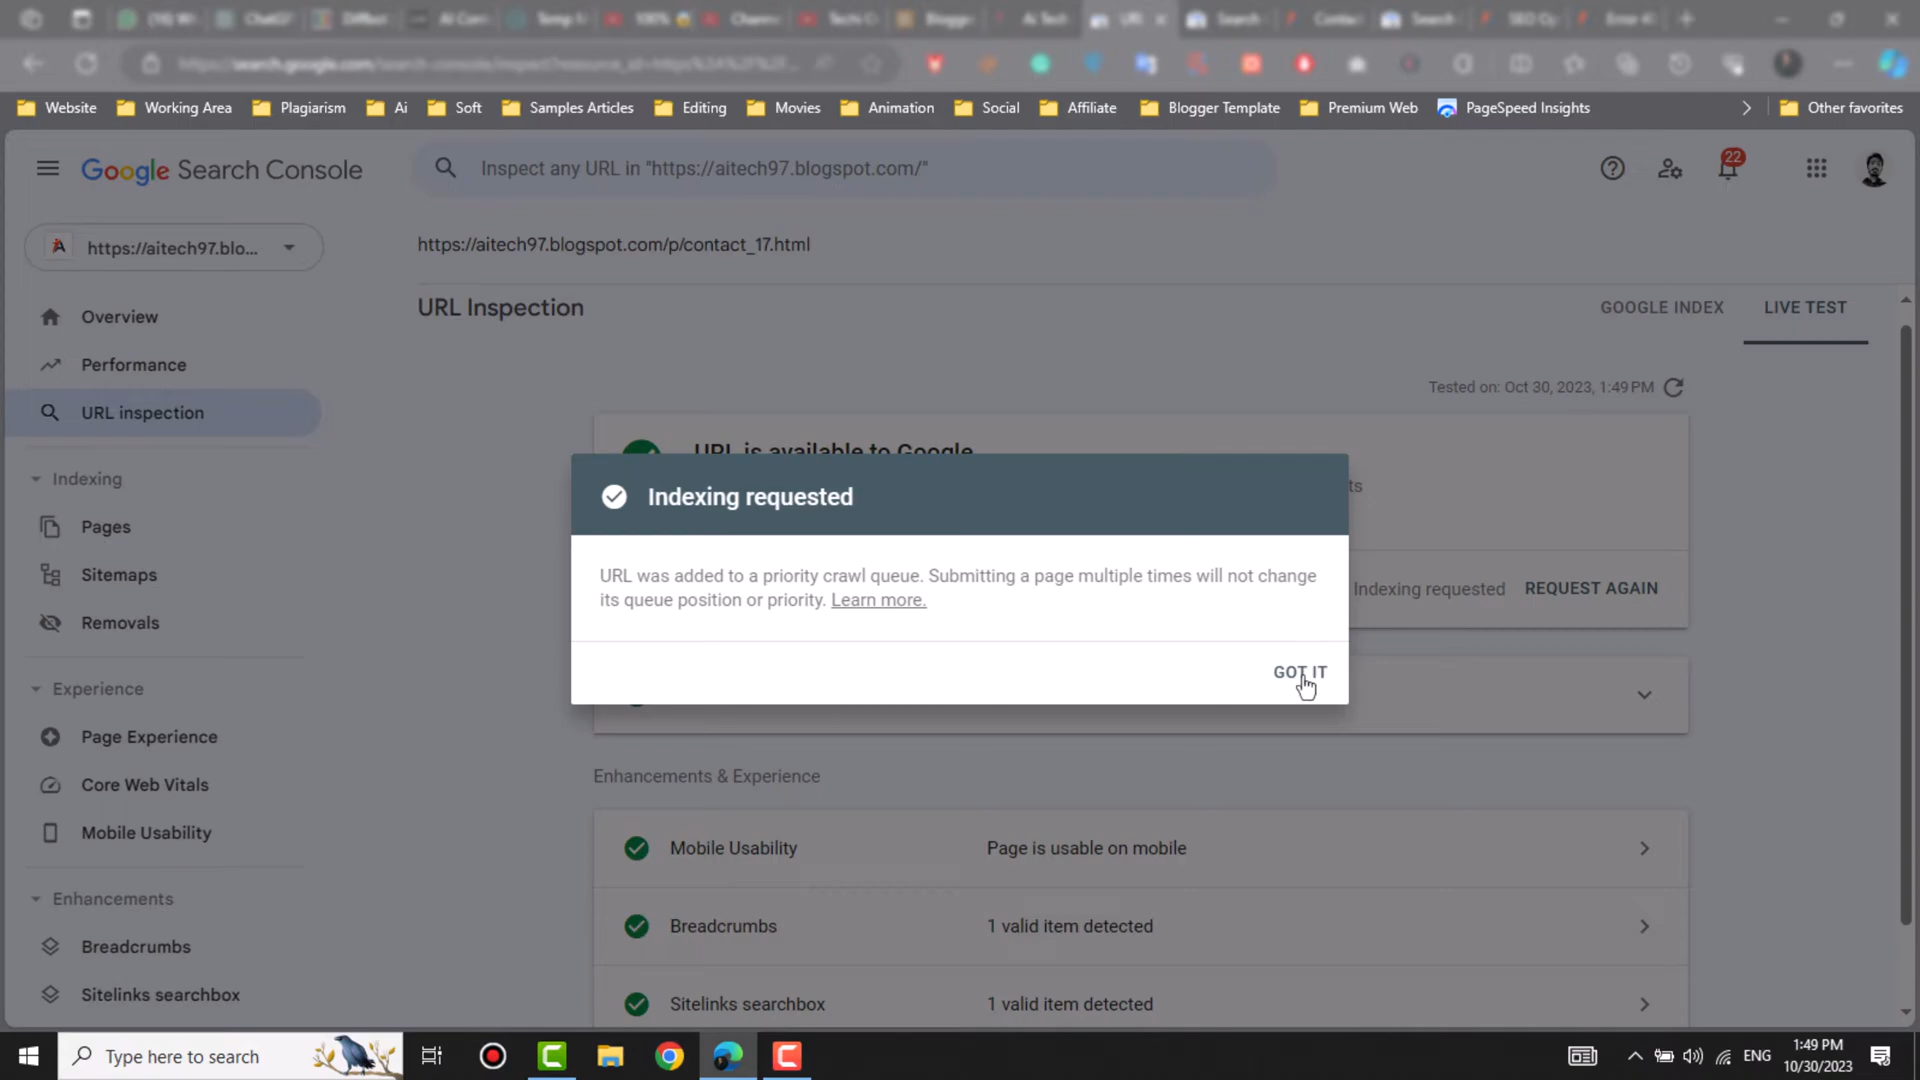 Website
Working Area
Plagiarism
Ai
Soft
Samples Articles
Editing
Movies
Animation
Social
Affiliate
Blogger Template
Premium Web
PageSpeed Insights
Other favorites
Google Search Console
Inspect any URL in "https://aitech97.blogspot.com/"
22
https://aitech97.blo...
https://aitech97.blogspot.com/p/contact_17.html
URL Inspection
GOOGLE INDEX
LIVE TEST
Overview
Performance
URL inspection
Tested on: Oct 30, 2023, 1:49 PM
URL is available to Google
Indexing
Pages
Sitemaps
Removals
Indexing requested
URL was added to a priority crawl queue. Submitting a page multiple times will not change
its queue position or priority. Learn more.
GOT IT
Indexing requested
REQUEST AGAIN
Experience
Page Experience
Core Web Vitals
Mobile Usability
Enhancements & Experience
Mobile Usability
Page is usable on mobile
Breadcrumbs
1 valid item detected
Sitelinks searchbox
1 valid item detected
Enhancements
Breadcrumbs
Sitelinks searchbox
Type here to search
ENG
1:49 PM
10/30/2023